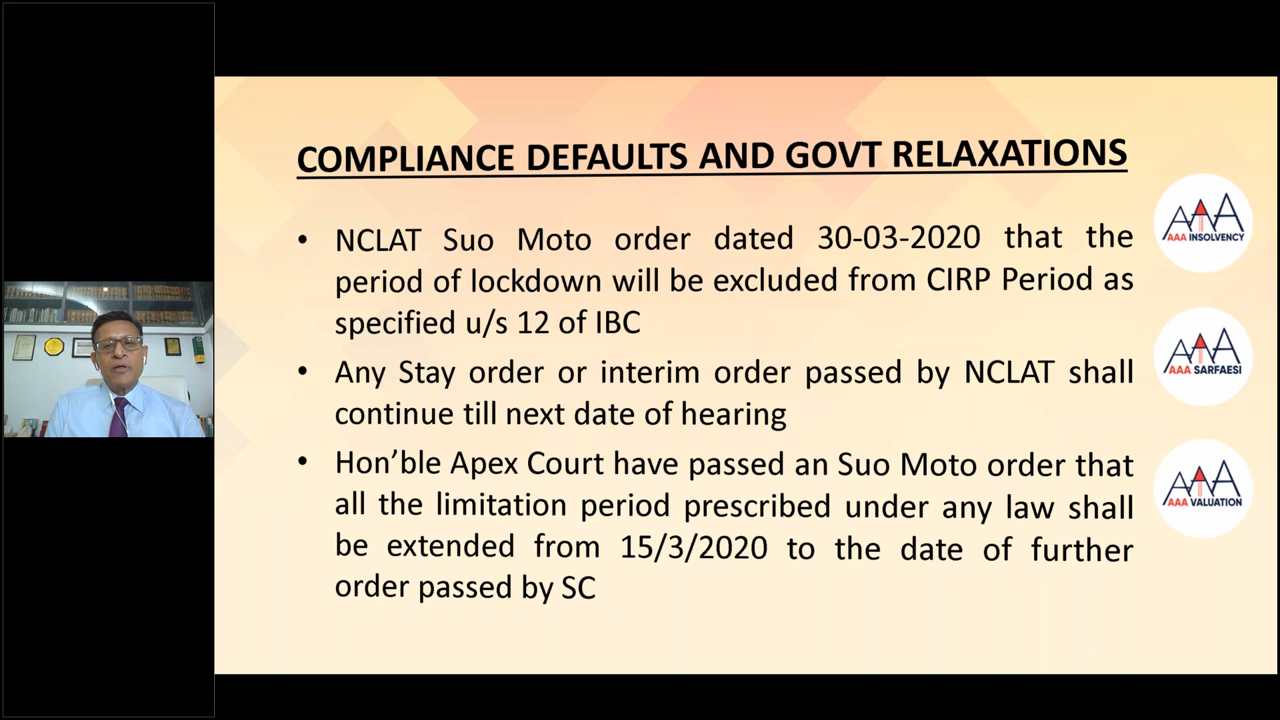 COMPLIANCE DEFAULTS AND GOVT RELAXATIONS
• NCLAT Suo Moto order dated 30-03-2020 that the
period of lockdown will be excluded from CIRP Period as
specified u/s 12 of IBC
• Any Stay order or interim order passed by NCLAT shall
continue till next date of hearing
• Hon’ble Apex Court have passed an Suo Moto order that
all the limitation period prescribed under any law shall
be extended from 15/3/2020 to the date of further
order passed by SC
AAA
AAA INSOLVENCY
AAA
AAA SARFAESI
AAA
AAA VALUATION